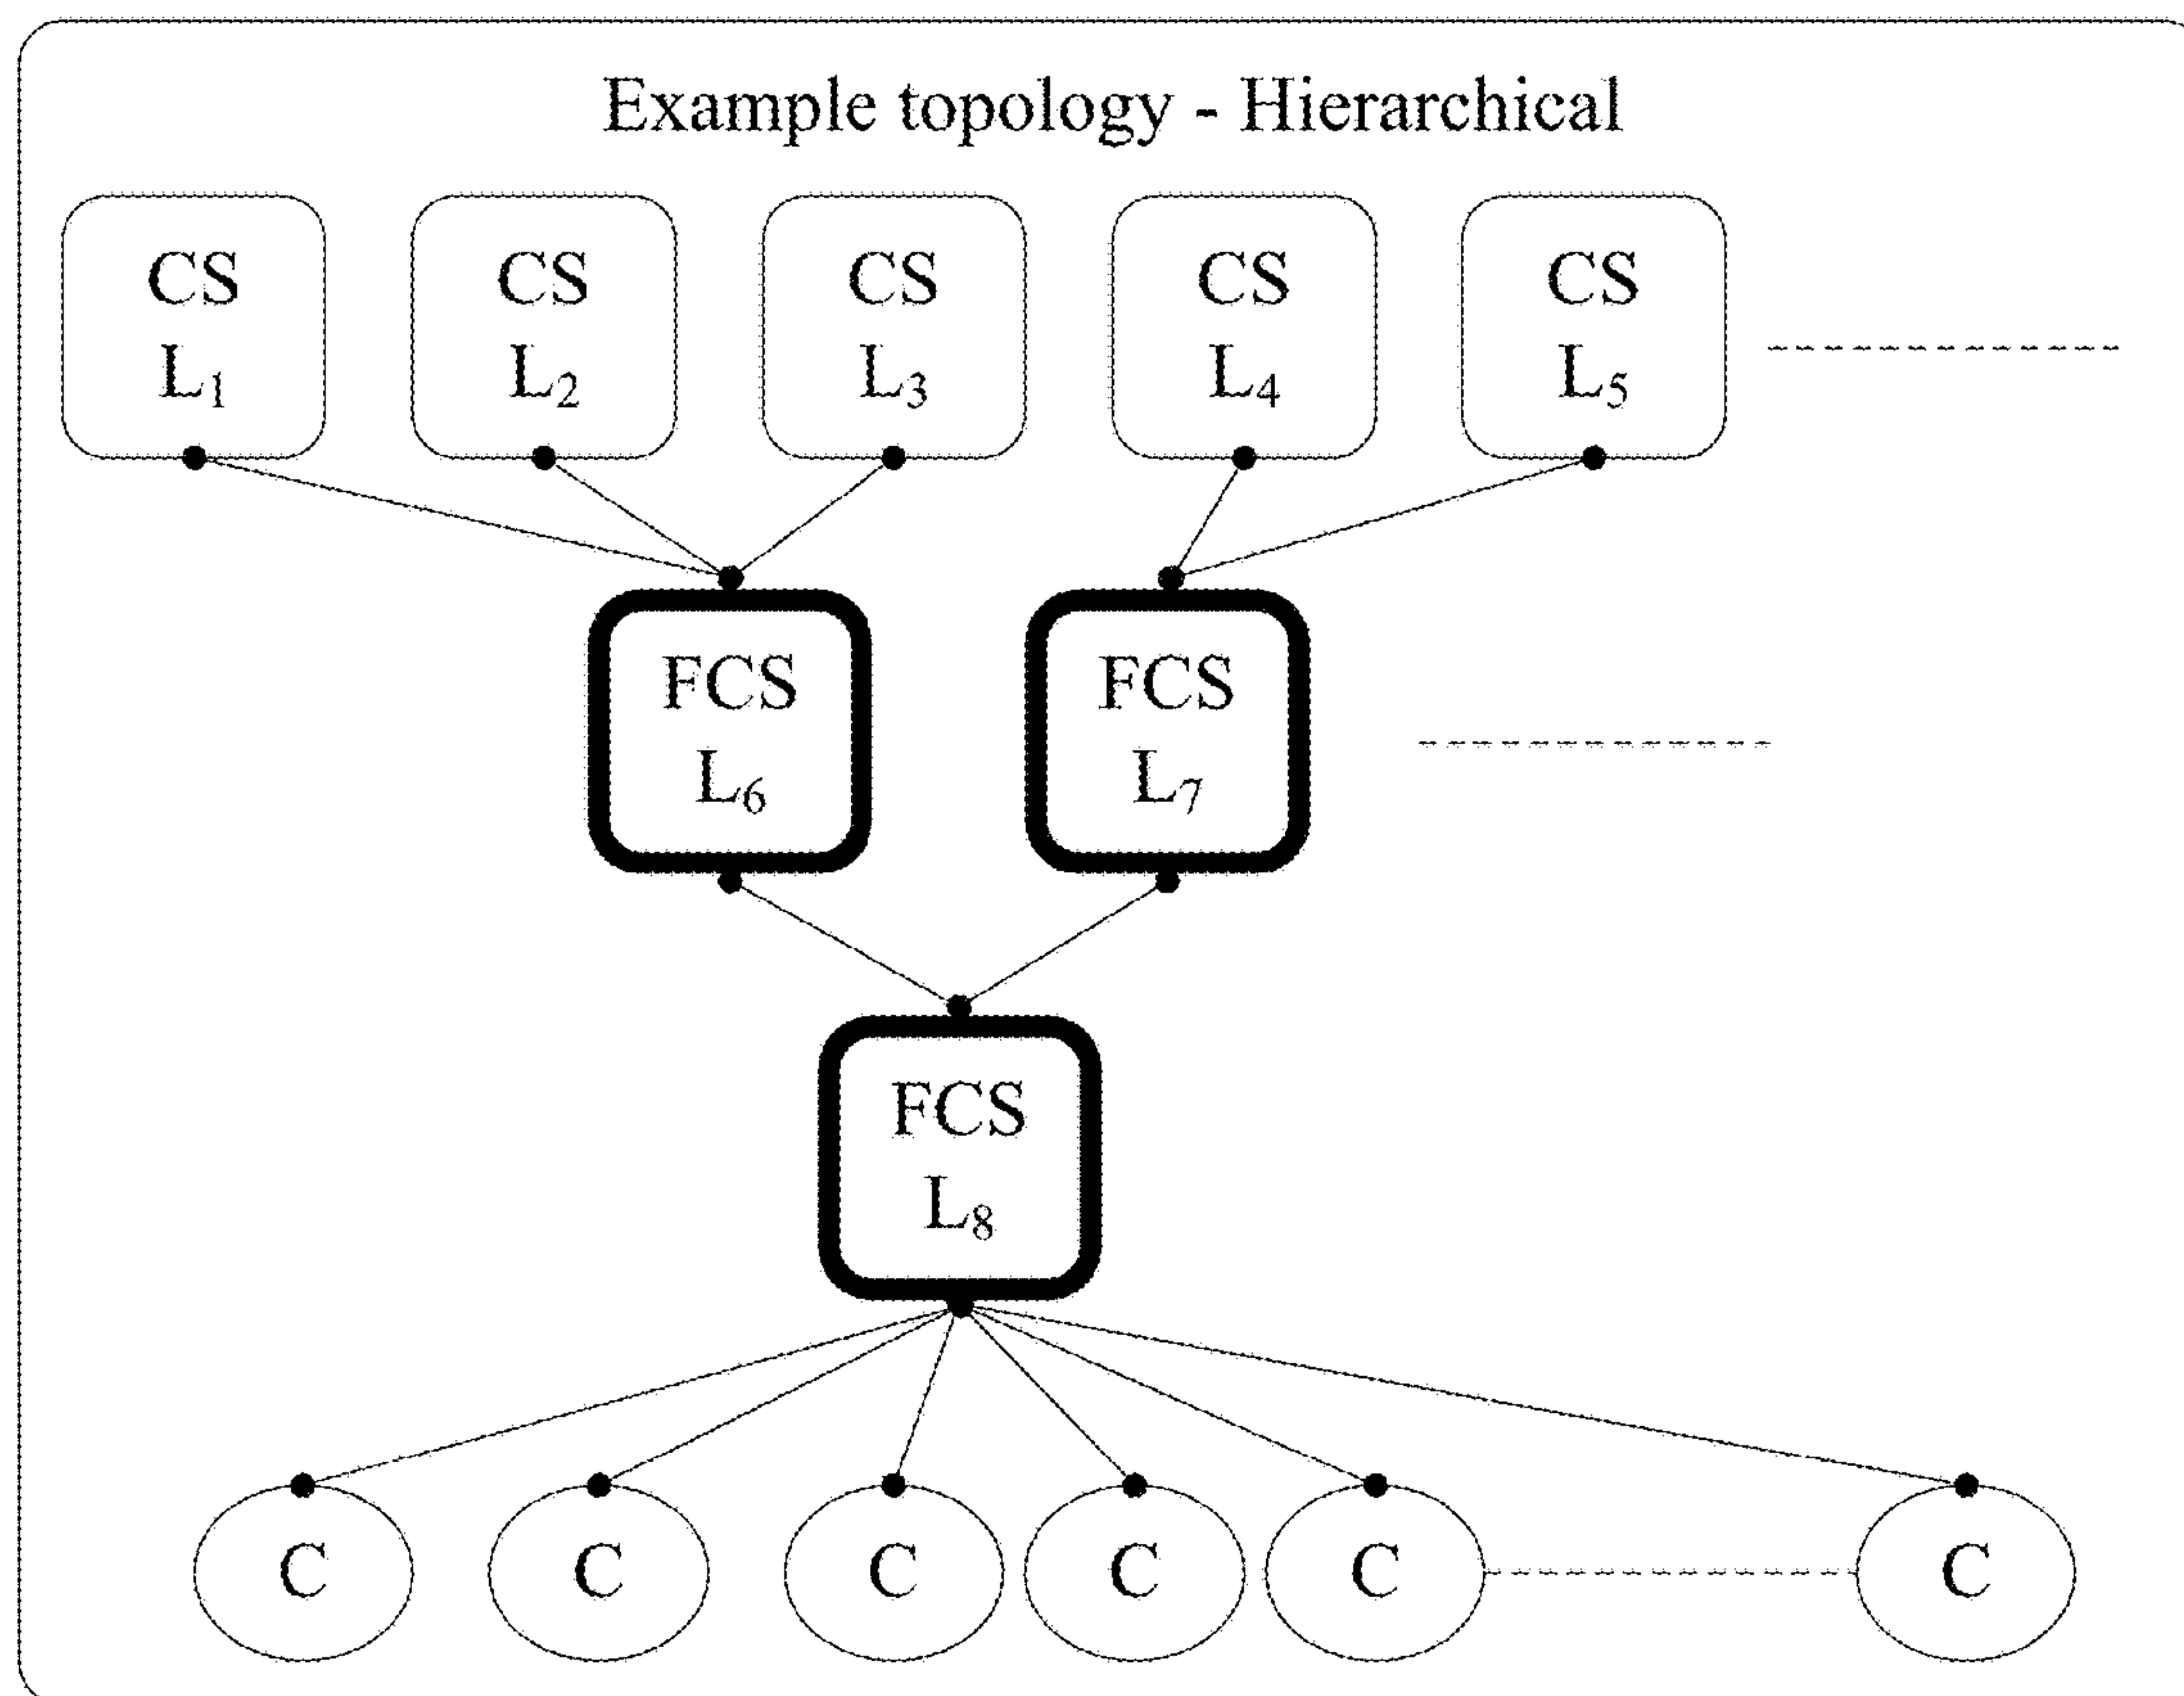 Example topology - Hierarchical
CS CS CS CS CS
L1 L2 L3 L4 L5
FCS FCS
L6 L7
FCS
L8
C C C C C C